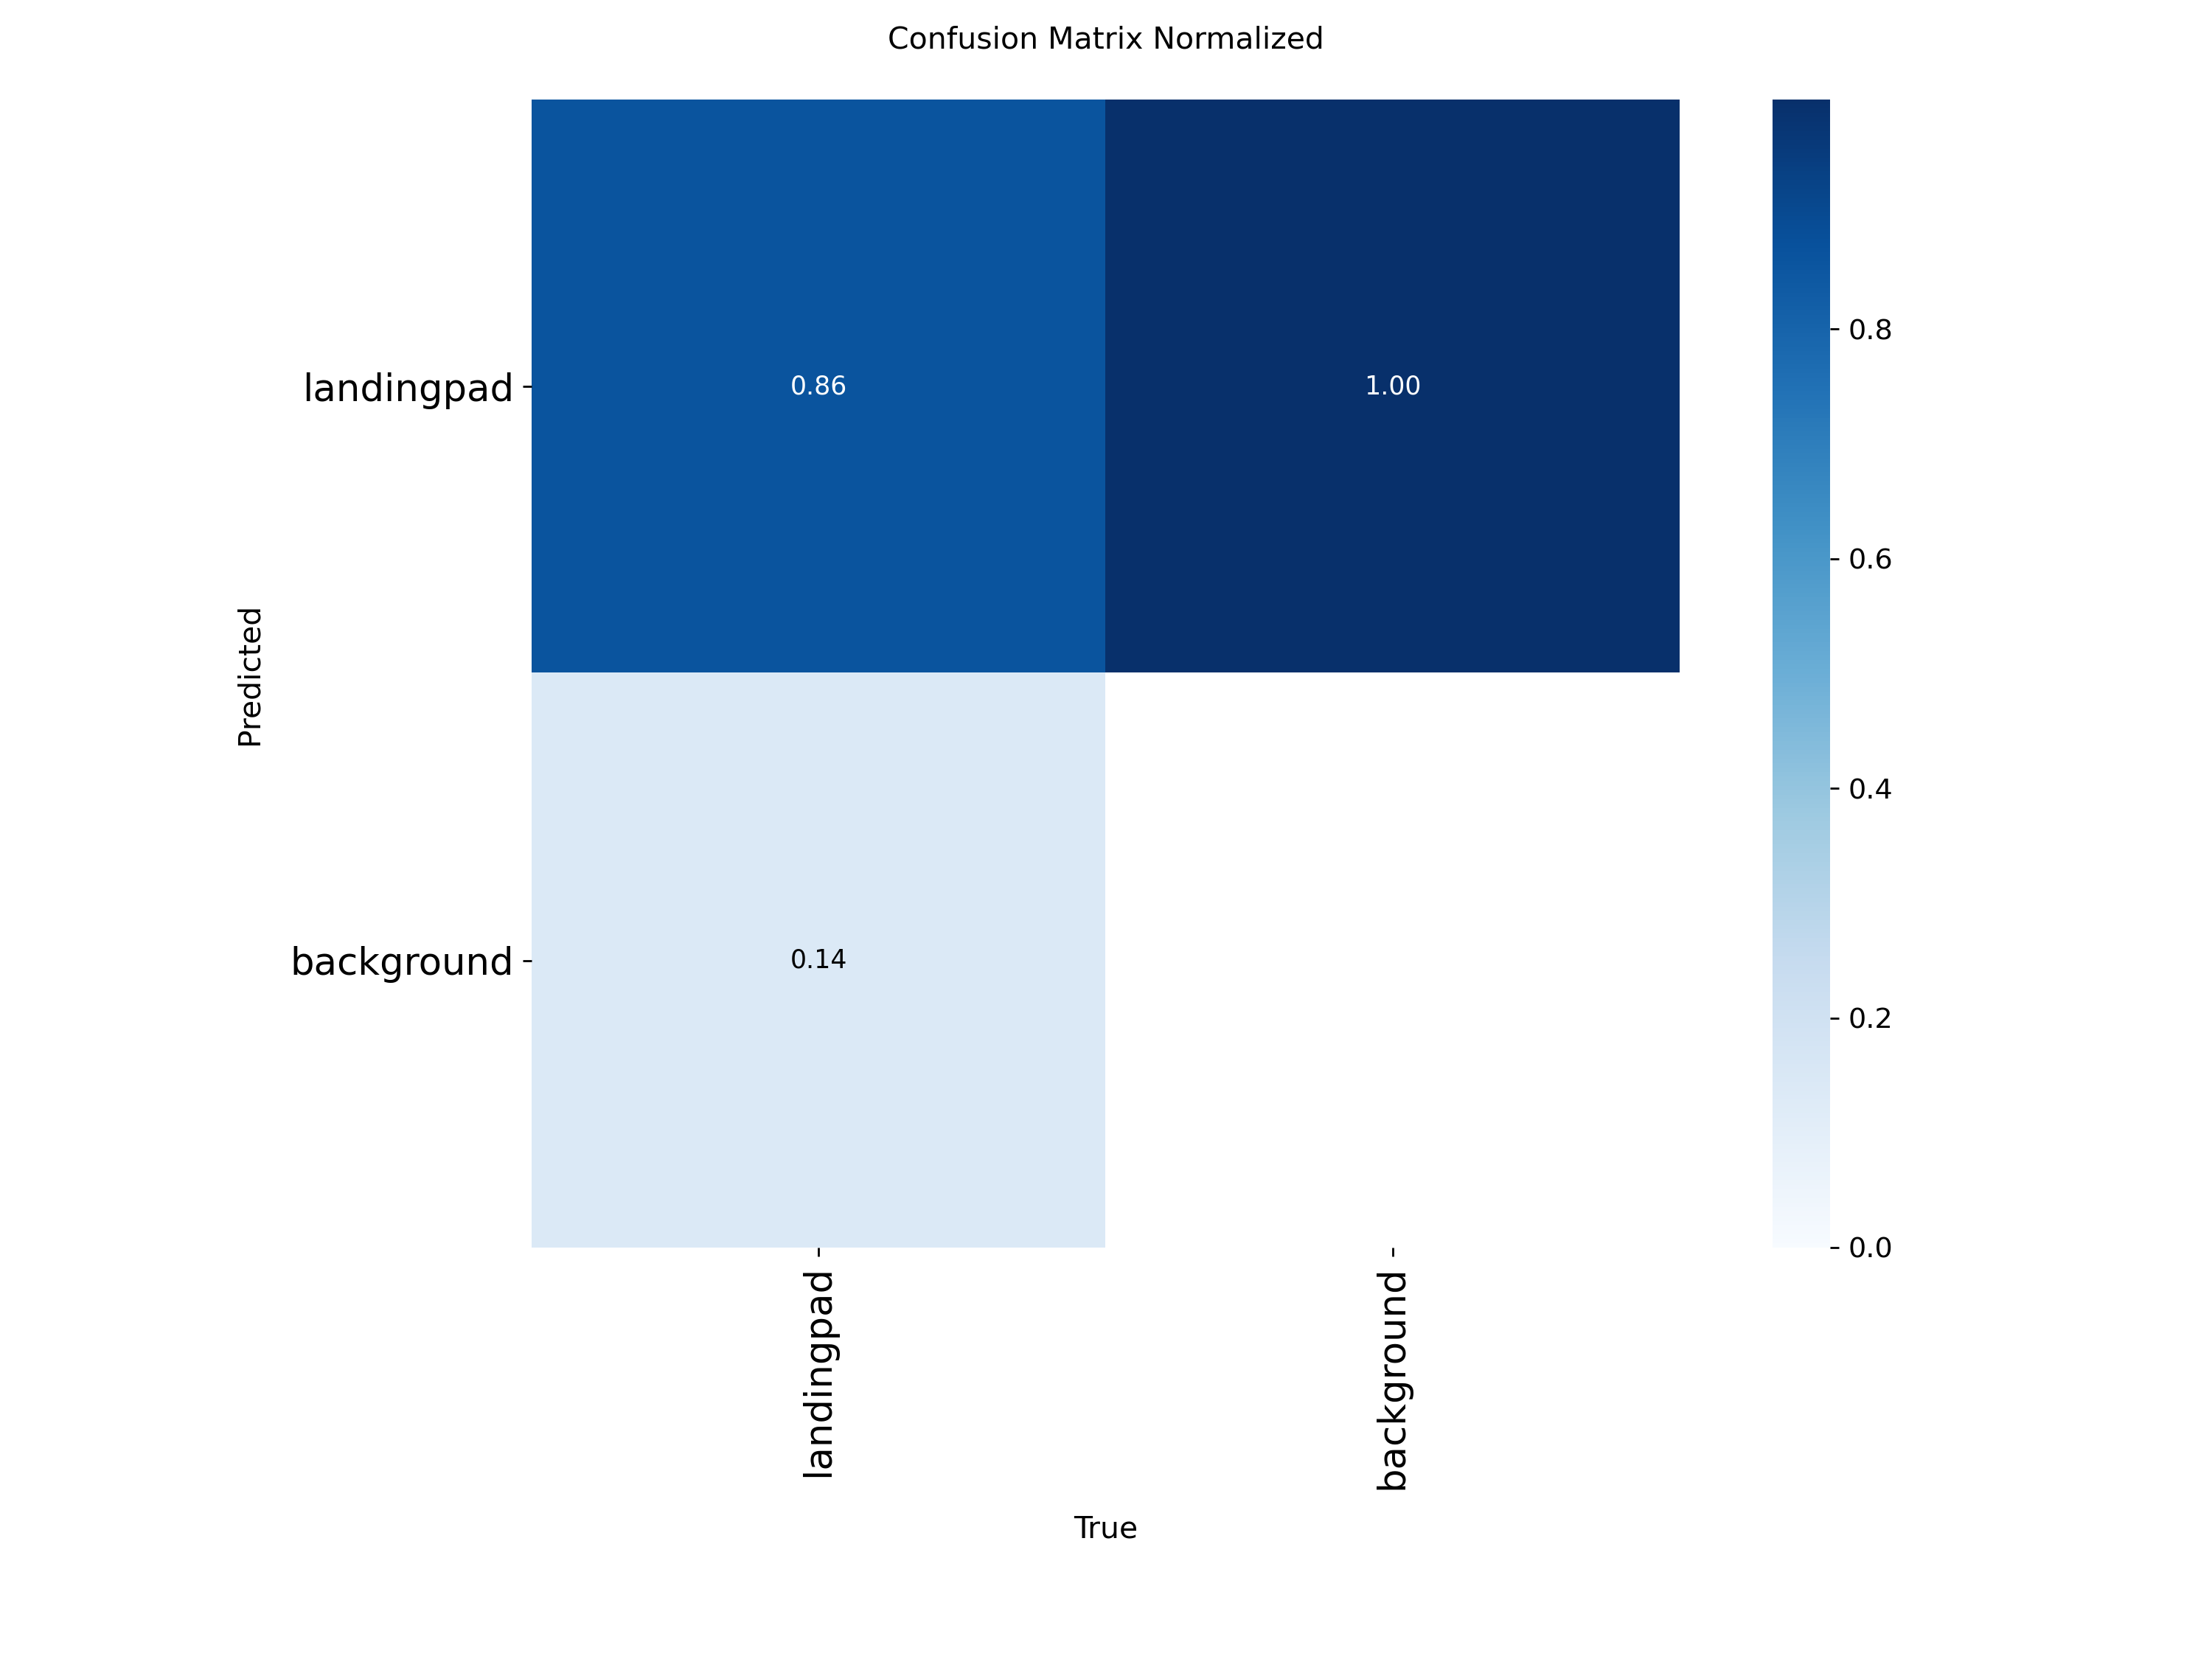 Confusion Matrix Normalized
landingpad
0.86
1.00
0.8
0.6
Predicted
0.4
background
0.14
0.2
0.0
landingpad
background
True